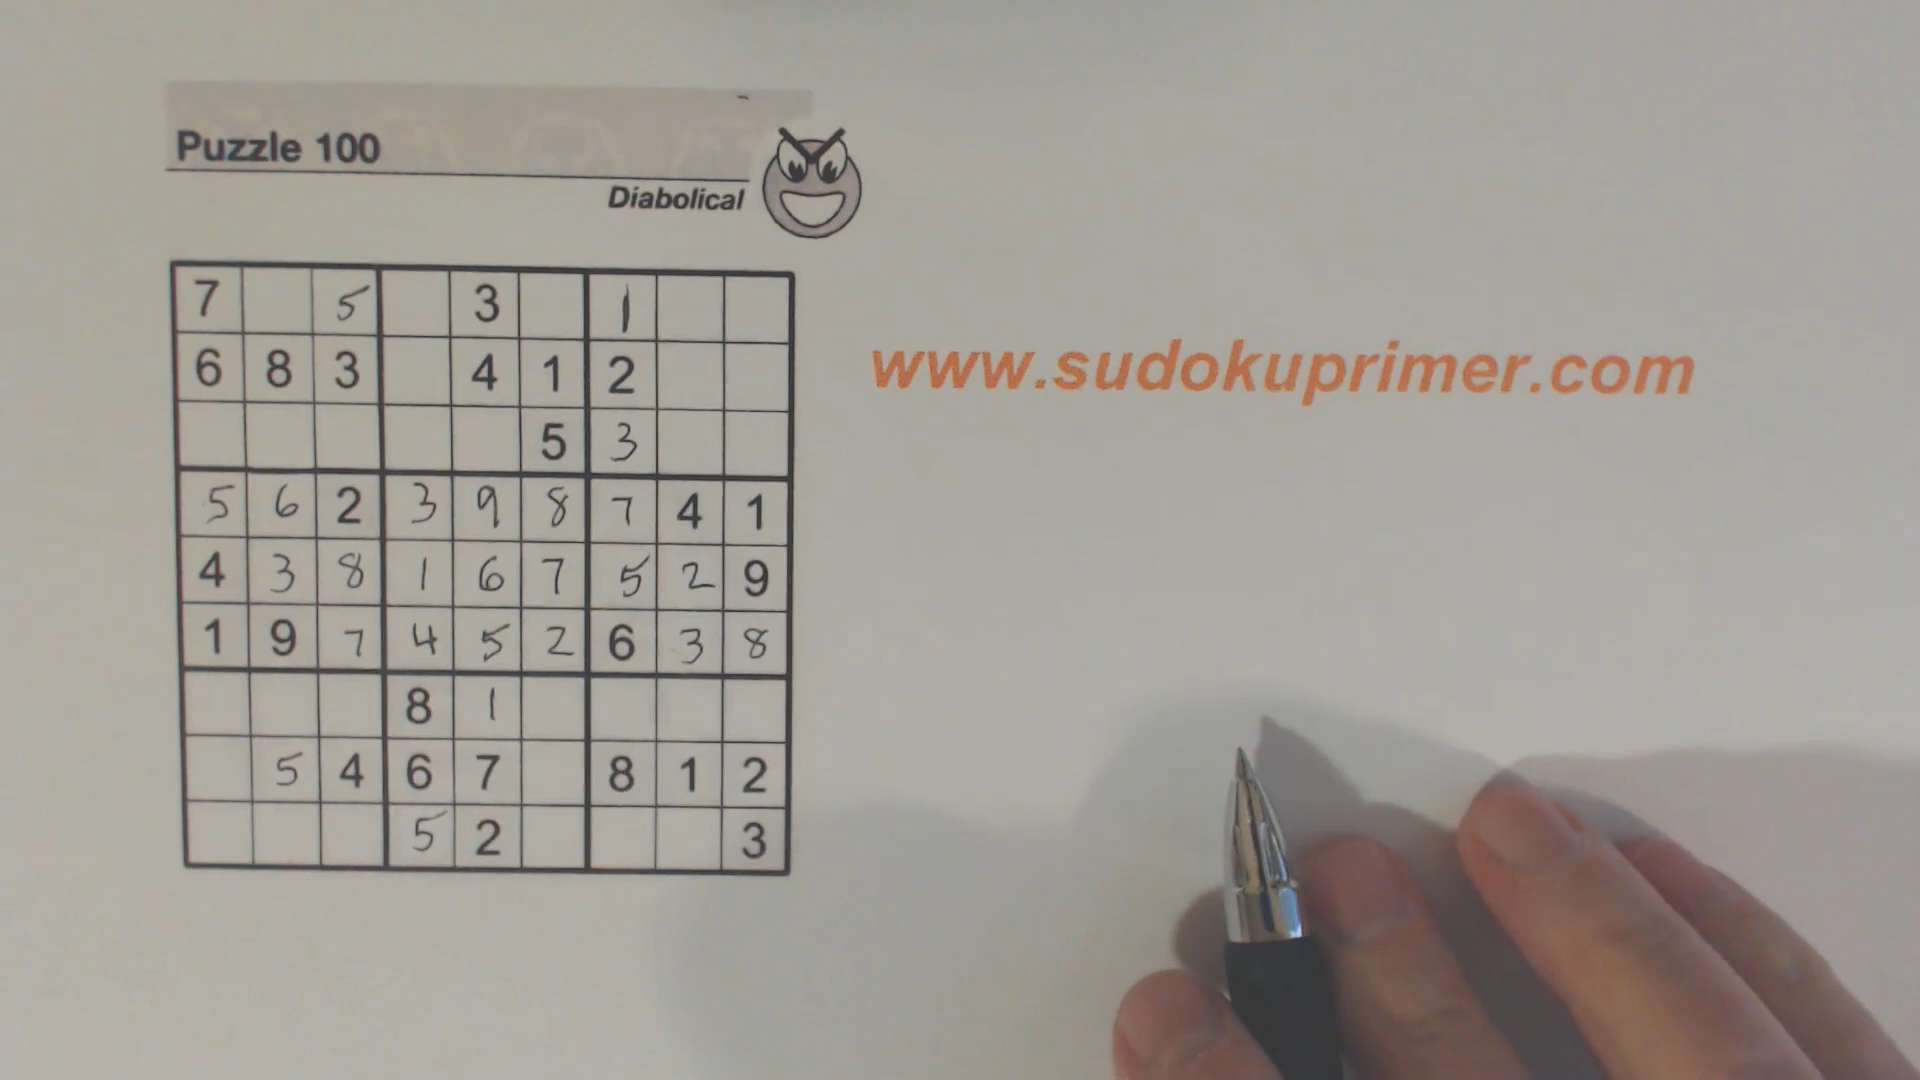 Puzzle 100
Diabolical
7 5 3 1
6 8 3 4 1 2
www.sudokuprimer.com
5 3
5 6 2 3 9 8 7 4 1
4 3 8 1 6 7 5 2 9
1 9 7 4 5 2 6 3 8
8 1
5 4 6 7 8 1 2
5 2 3